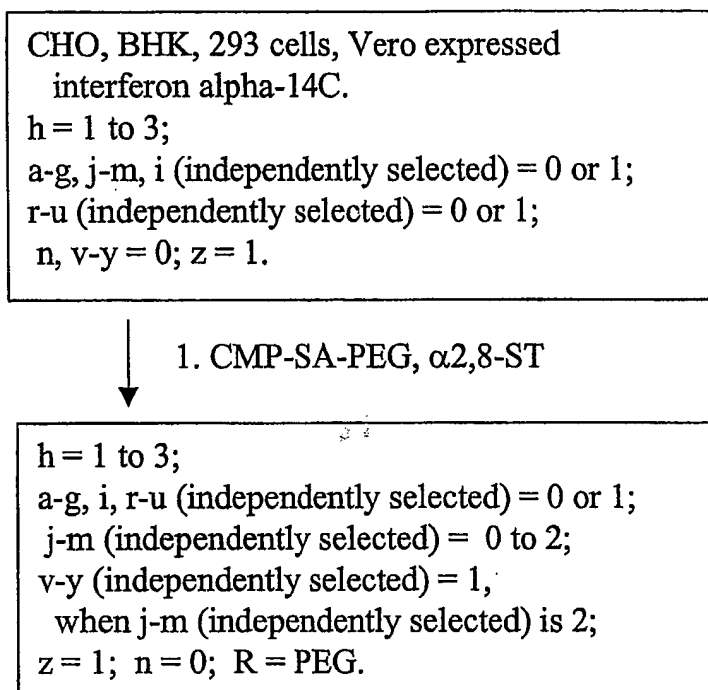 CHO, BHK, 293 cells, Vero expressed
interferon alpha-14C.
h = 1 to 3;
a-g, j-m, i (independently selected) = 0 or 1;
r-u (independently selected) = 0 or 1;
n, v-y = 0; z = 1.
1. CMP-SA-PEG, α2,8-ST
h = 1 to 3;
a-g, i, r-u (independently selected) = 0 or 1;
j-m (independently selected) = 0 to 2;
v-y (independently selected) = 1,
when j-m (independently selected) is 2;
z = 1; n = 0; R = PEG.